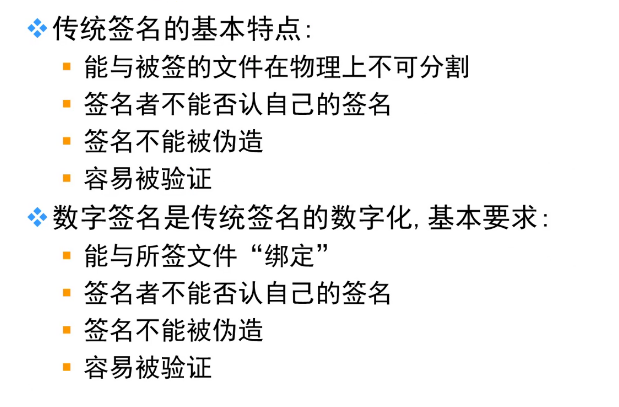 传统签名的基本特点:
能与被签的文件在物理上不可分割
签名者不能否认自己的签名
签名不能被伪造
容易被验证
数字签名是传统签名的数字化,基本要求:
能与所签文件“绑定”
签名者不能否认自己的签名
签名不能被伪造
容易被验证